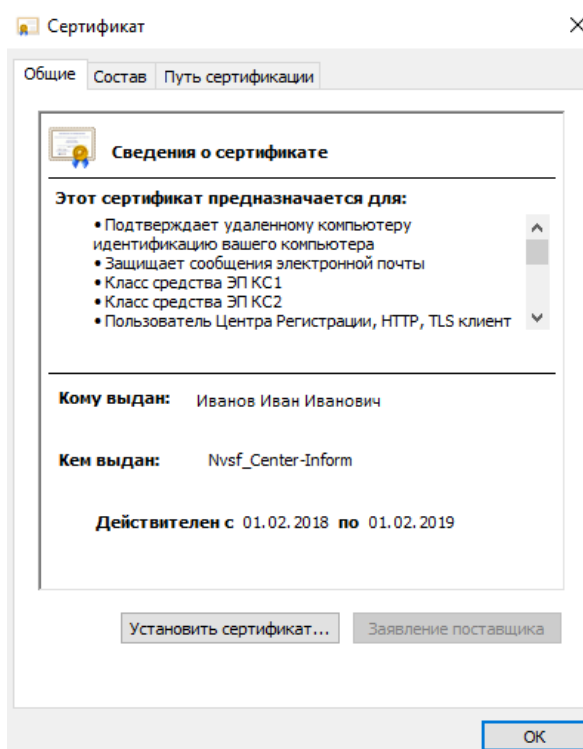 Сертификат
Общие Состав Путь сертификации
Сведения о сертификате
Этот сертификат предназначается для:
• Подтверждает удаленному компьютеру
идентификацию вашего компьютера
• Защищает сообщения электронной почты
• Класс средства ЭП КС1
• Класс средства ЭП КС2
• Пользователь Центра Регистрации, HTTP, TLS клиент
Кому выдан: Иванов Иван Иванович
Кем выдан: Nvsf_Center-Inform
Действителен с 01.02.2018 по 01.02.2019
Установить сертификат... Заявление поставщика
ОК